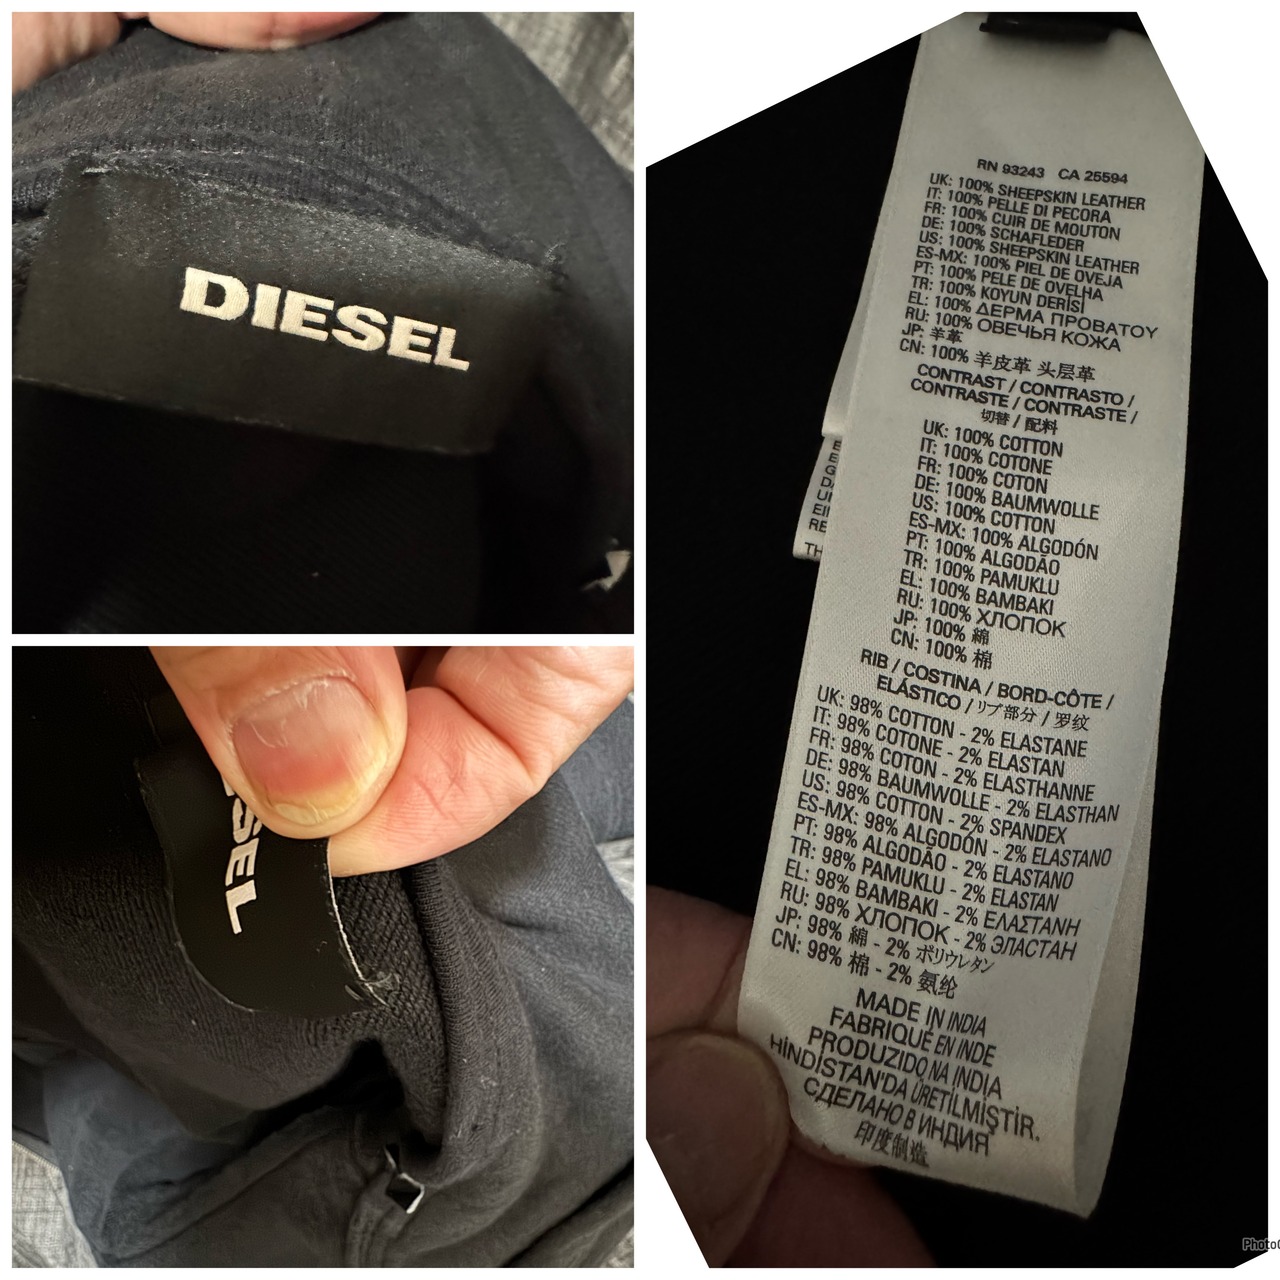 DIESEL
ESEL
RN 93243 CA 25594
UK: 100% SHEEPSKIN LEATHER
IT: 100% PELLE DI PECORA
FR: 100% CUIR DE MOUTON
DE: 100% SCHAFLEDER
US: 100% SHEEPSKIN LEATHER
ES-MX: 100% PIEL DE OVEJA
PT: 100% PELE DE OVELHA
TR: 100% KOYUN DERİSİ
EL: 100% ΔΕΡΜΑ ΠΡΟΒΑΤΟΥ
RU: 100% ОВЕЧЬЯ КОЖА
JP: 羊革
CN: 100% 羊皮革 头层革
CONTRAST / CONTRASTO /
CONTRASTE / CONTRASTE /
切替 / 配料
UK: 100% COTTON
IT: 100% COTONE
FR: 100% COTON
DE: 100% BAUMWOLLE
US: 100% COTTON
ES-MX: 100% ALGODÓN
PT: 100% ALGODÃO
TR: 100% PAMUKLU
EL: 100% BAMBAKI
RU: 100% ХЛОПОК
JP: 100% 綿
CN: 100% 棉
RIB / COSTINA / BORD-CÔTE /
ELÁSTICO / リブ部分 / 罗纹
UK: 98% COTTON - 2% ELASTANE
IT: 98% COTONE - 2% ELASTAN
FR: 98% COTON - 2% ELASTHANNE
DE: 98% BAUMWOLLE - 2% ELASTHAN
US: 98% COTTON - 2% SPANDEX
ES-MX: 98% ALGODÓN - 2% ELASTANO
PT: 98% ALGODÃO - 2% ELASTANO
TR: 98% PAMUKLU - 2% ELASTAN
EL: 98% BAMBAKI - 2% ΕΛΑΣΤΑΝΗ
RU: 98% ХЛОПОК - 2% ЭЛАСТАН
JP: 98% 綿 - 2% ポリウレタン
CN: 98% 棉 - 2% 氨纶
MADE IN INDIA
FABRIQUÉ EN INDE
PRODUZIDO NA ÍNDIA
HİNDİSTAN'DA ÜRETİLMİŞTİR.
СДЕЛАНО В ИНДИЯ
印度制造